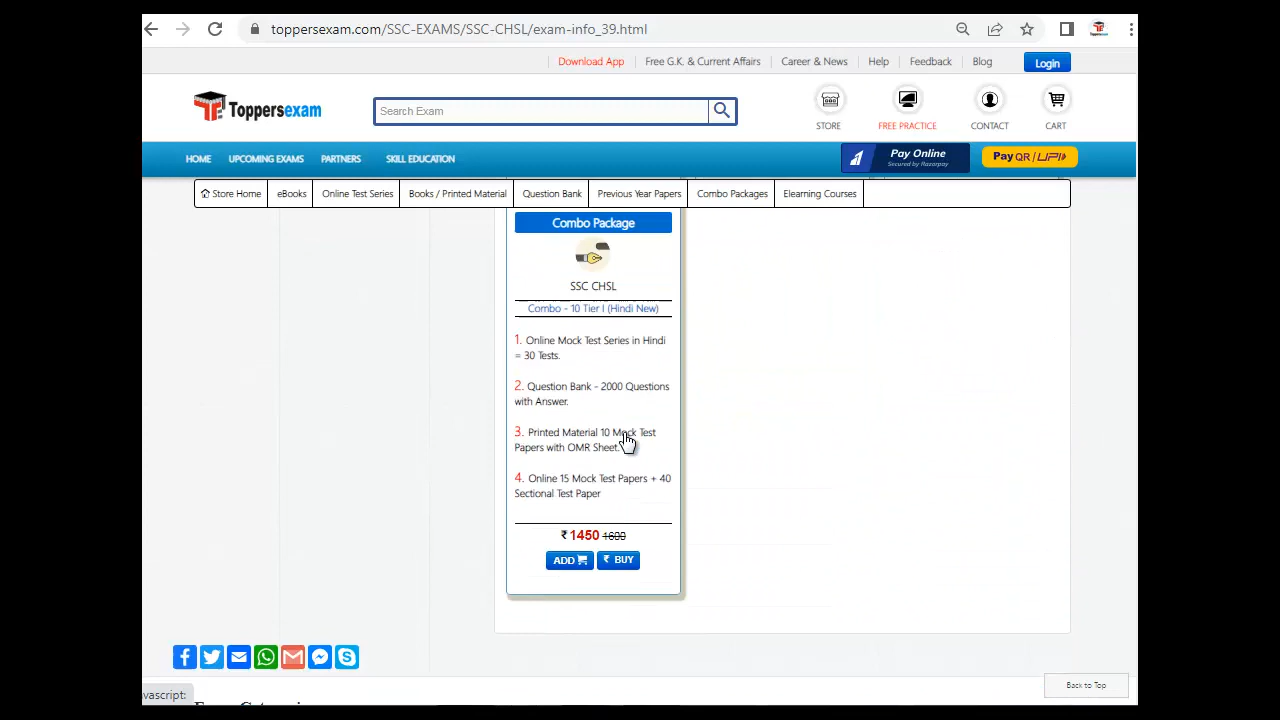 toppersexam.com/SSC-EXAMS/SSC-CHSL/exam-info_39.html
Download App
Free G.K. & Current Affairs
Career & News
Help
Feedback
Blog
Login
Toppersexam
Search Exam
STORE
FREE PRACTICE
CONTACT
CART
HOME
UPCOMING EXAMS
PARTNERS
SKILL EDUCATION
Pay Online
Secured by Razorpay
Pay QR / UPI
Store Home
eBooks
Online Test Series
Books / Printed Material
Question Bank
Previous Year Papers
Combo Packages
Elearning Courses
Combo Package
SSC CHSL
Combo - 10 Tier I (Hindi New)
1. Online Mock Test Series in Hindi
= 30 Tests.
2. Question Bank - 2000 Questions
with Answer.
3. Printed Material 10 Mock Test
Papers with OMR Sheet.
4. Online 15 Mock Test Papers + 40
Sectional Test Paper
₹ 1450 1600
ADD
₹ BUY
Back to Top
vascript: